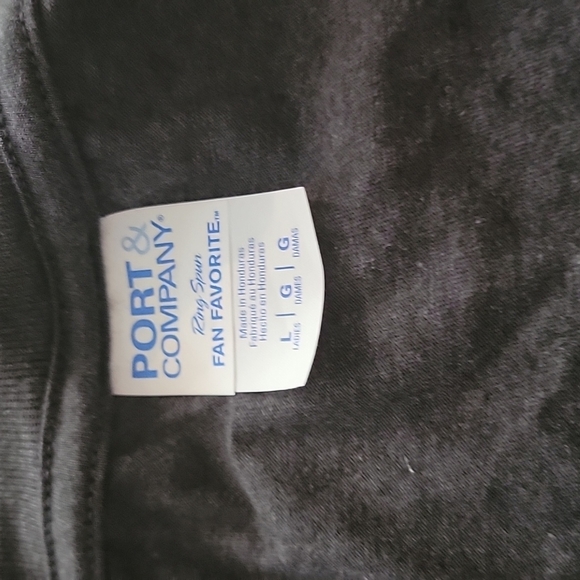 PORT &
COMPANY®
Ring Spun
FAN FAVORITE™
Made in Honduras
Fabriqué au Honduras
Hecho en Honduras
L | G | G
LADIES DAMES DAMAS